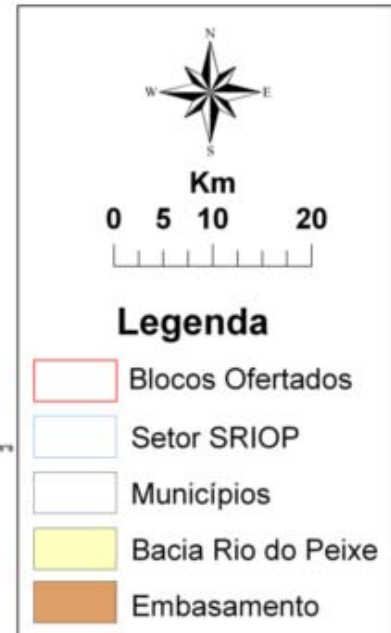 N
W E
S
Km
0 5 10 20
Legenda
Blocos Ofertados
Setor SRIOP
Municípios
Bacia Rio do Peixe
Embasamento